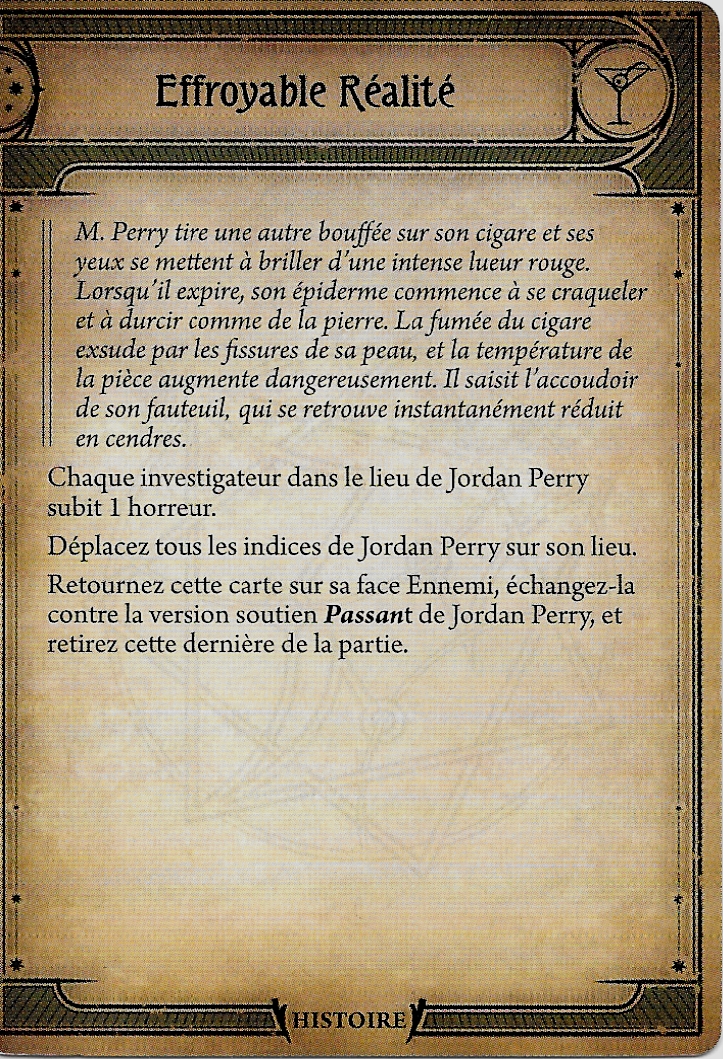 Effroyable Réalité
M. Perry tire une autre bouffée sur son cigare et ses
yeux se mettent à briller d'une intense lueur rouge.
Lorsqu'il expire, son épiderme commence à se craqueler
et à durcir comme de la pierre. La fumée du cigare
exsude par les fissures de sa peau, et la température de
la pièce augmente dangereusement. Il saisit l'accoudoir
de son fauteuil, qui se retrouve instantanément réduit
en cendres.
Chaque investigateur dans le lieu de Jordan Perry
subit 1 horreur.
Déplacez tous les indices de Jordan Perry sur son lieu.
Retournez cette carte sur sa face Ennemi, échangez-la
contre la version soutien Passant de Jordan Perry, et
retirez cette dernière de la partie.
HISTOIRE